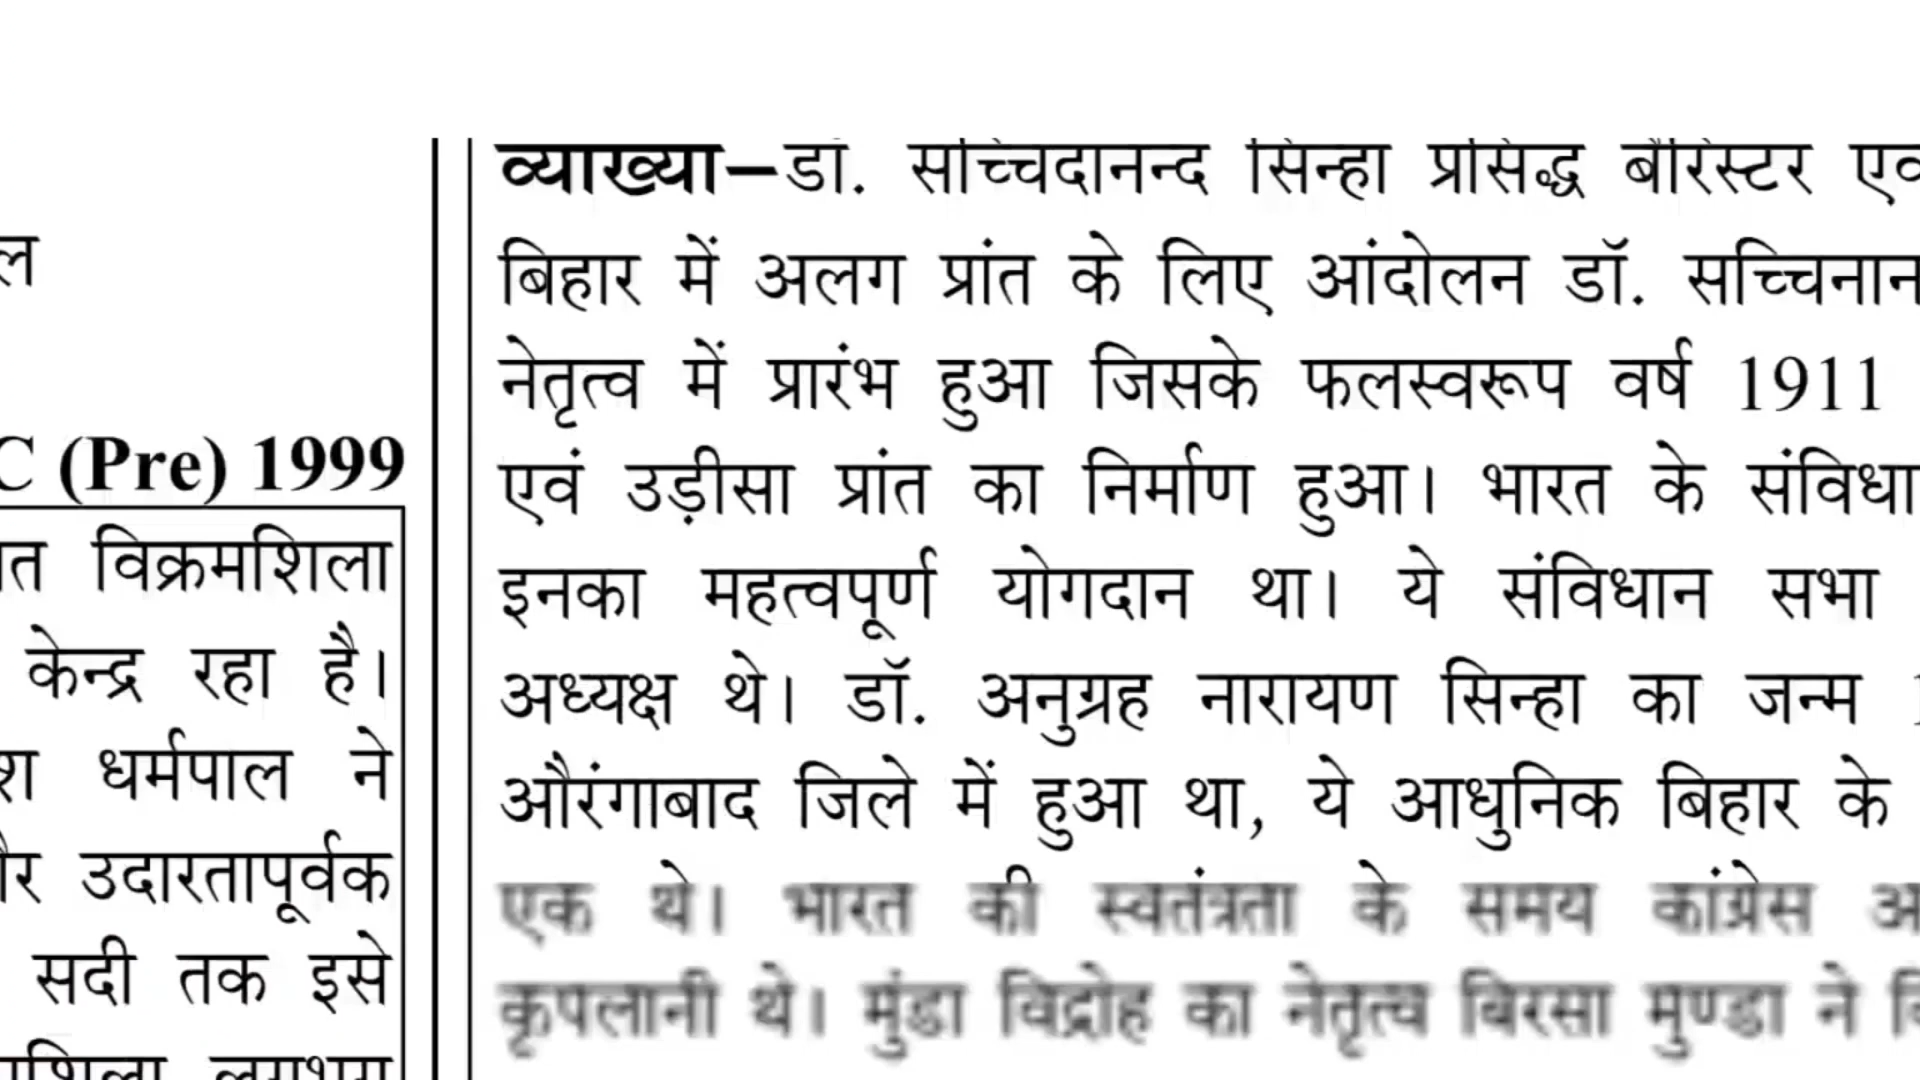 ल
C (Pre) 1999
त विक्रमशिला
केन्द्र रहा है।
श धर्मपाल ने
और उदारतापूर्वक
सदी तक इसे
व्याख्या–डॉ. सच्चिदानन्द सिन्हा प्रसिद्ध बैरिस्टर एवं
बिहार में अलग प्रांत के लिए आंदोलन डॉ. सच्चिनान
नेतृत्व में प्रारंभ हुआ जिसके फलस्वरूप वर्ष 1911
एवं उड़ीसा प्रांत का निर्माण हुआ। भारत के संविधा
इनका महत्वपूर्ण योगदान था। ये संविधान सभा
अध्यक्ष थे। डॉ. अनुग्रह नारायण सिन्हा का जन्म
औरंगाबाद जिले में हुआ था, ये आधुनिक बिहार के
एक थे। भारत की स्वतंत्रता के समय कांग्रेस अ
कृपलानी थे। मुंडा विद्रोह का नेतृत्व बिरसा मुण्डा ने